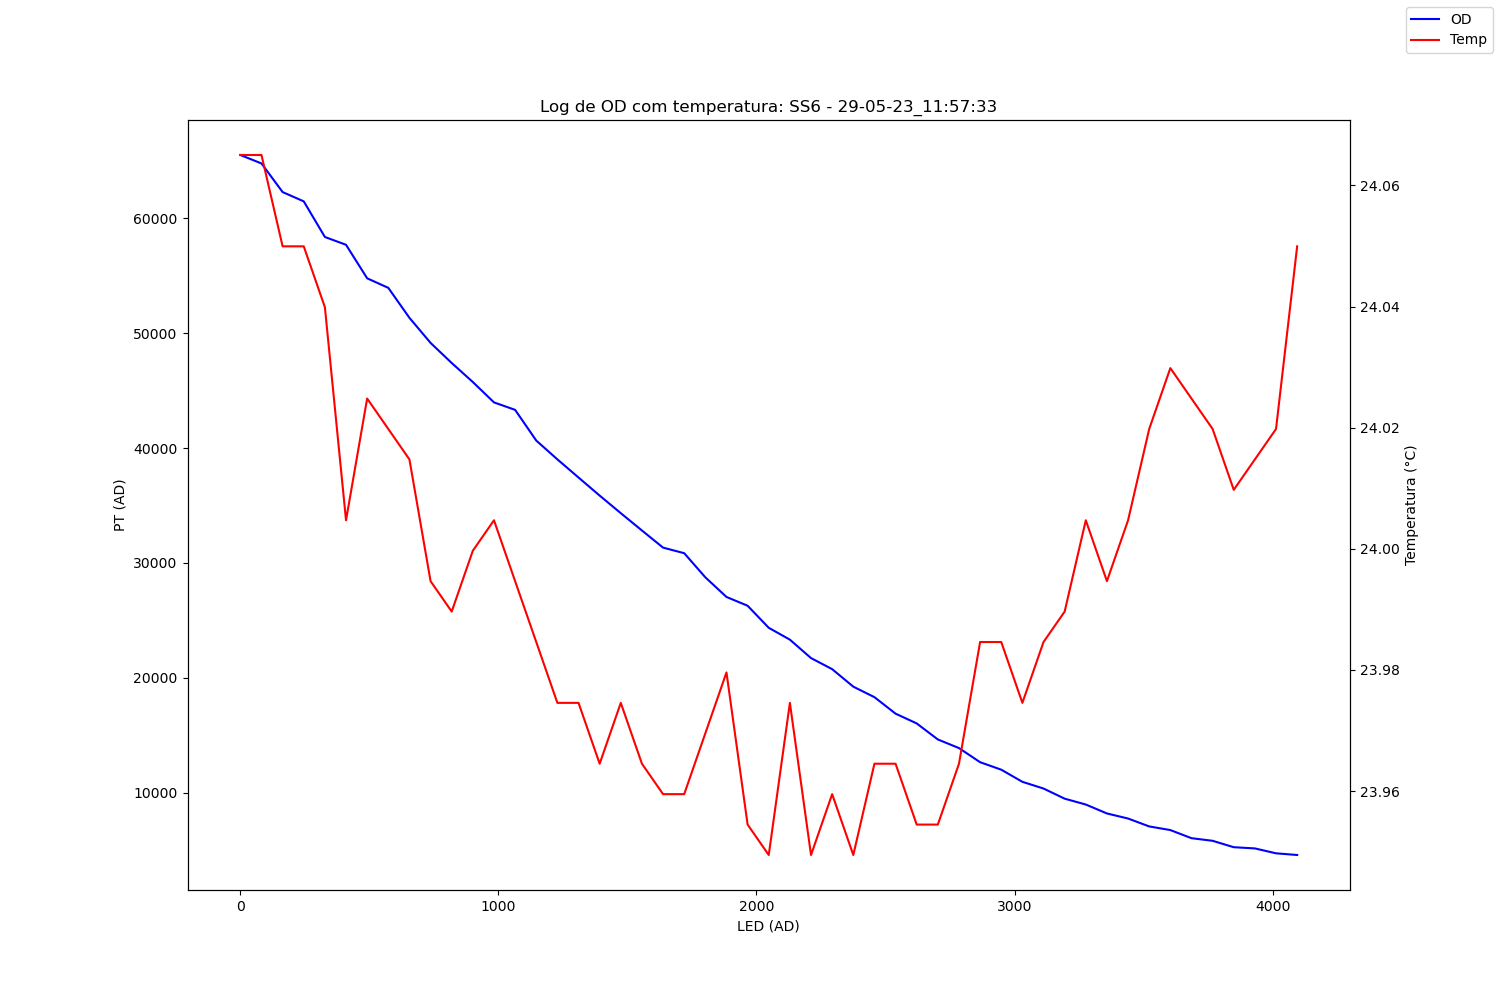 OD
Temp
Log de OD com temperatura: SS6 - 29-05-23_11:57:33
60000
50000
40000
30000
20000
10000
PT (AD)
24.06
24.04
24.02
24.00
23.98
23.96
Temperatura (°C)
0 1000 2000 3000 4000
LED (AD)